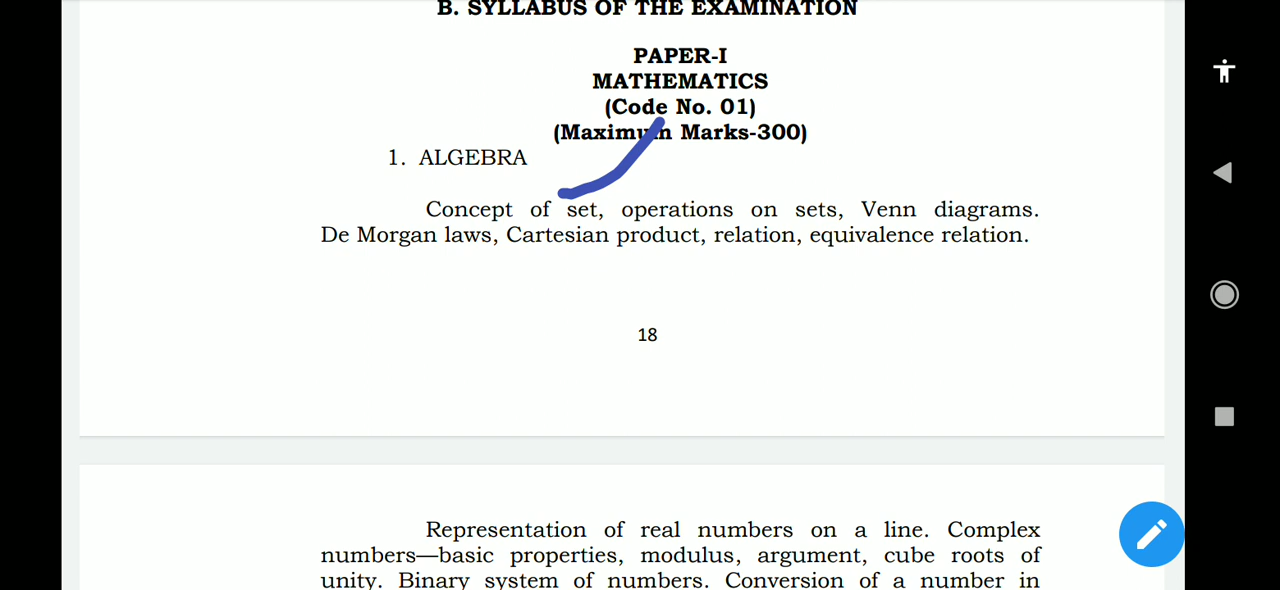 B. SYLLABUS OF THE EXAMINATION
PAPER-I
MATHEMATICS
(Code No. 01)
(Maximum Marks-300)
1. ALGEBRA
Concept of set, operations on sets, Venn diagrams.
De Morgan laws, Cartesian product, relation, equivalence relation.
18
Representation of real numbers on a line. Complex
numbers—basic properties, modulus, argument, cube roots of
unity. Binary system of numbers. Conversion of a number in